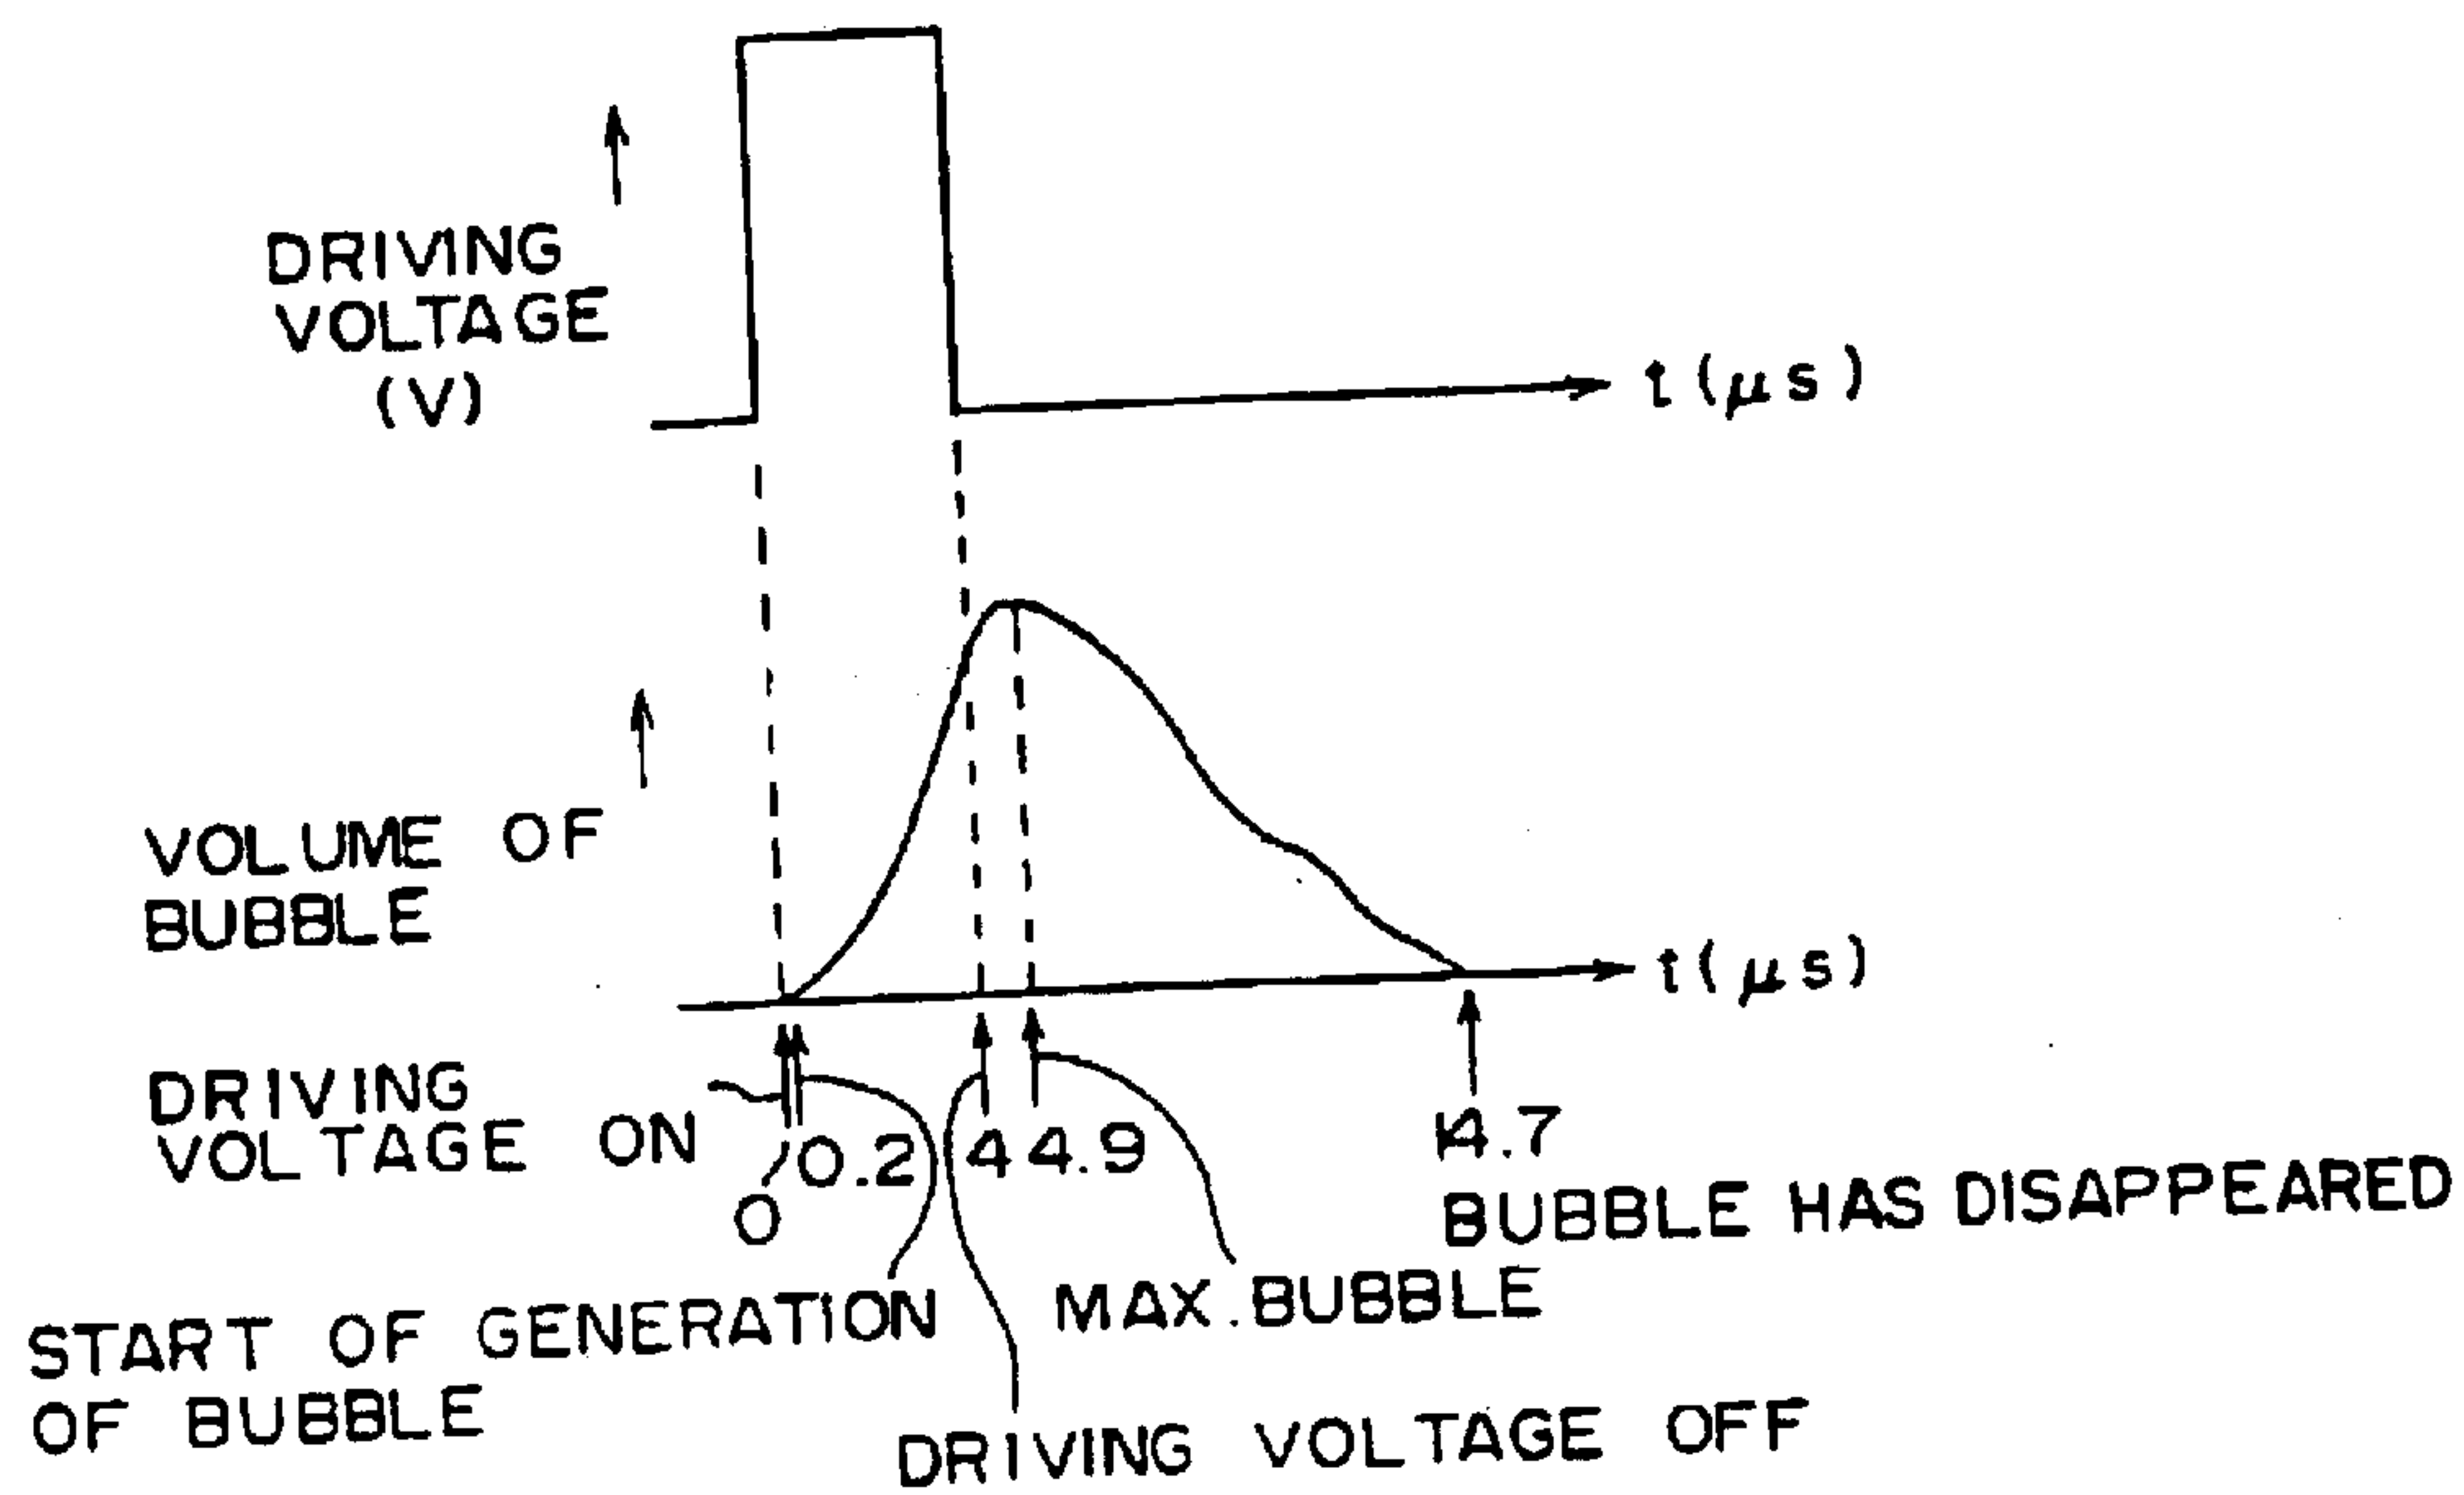 DRIVING
VOLTAGE
(V)
t (μs)
VOLUME OF
BUBBLE
t (μs)
DRIVING
VOLTAGE ON
0
0.2
4
4.9
14.7
BUBBLE HAS DISAPPEARED
START OF GENERATION
OF BUBBLE
MAX. BUBBLE
DRIVING VOLTAGE OFF